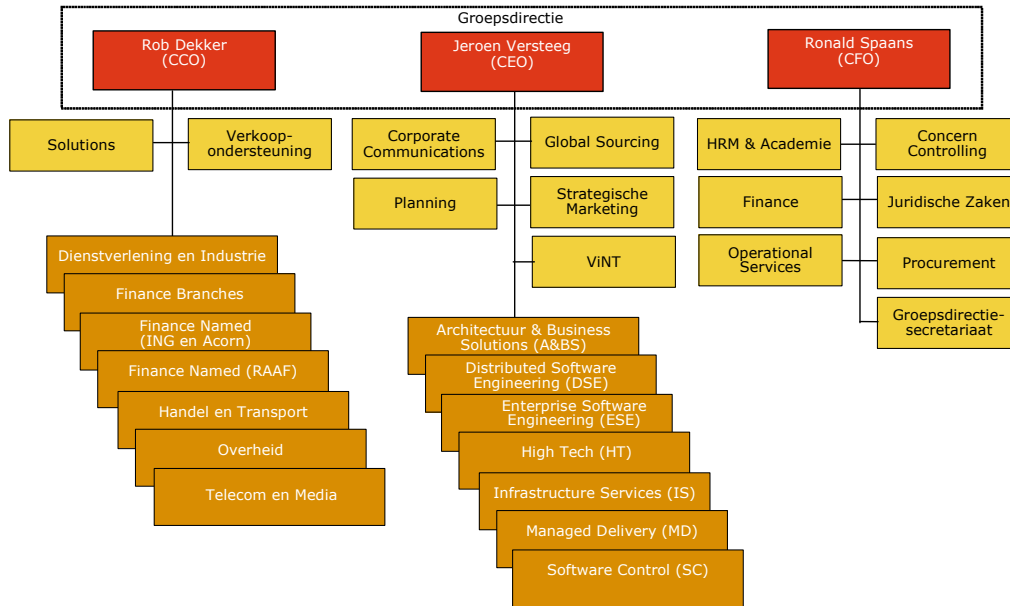 Groepsdirectie
Rob Dekker
(CCO)
Jeroen Versteeg
(CEO)
Ronald Spaans
(CFO)
Solutions
Verkoop-
ondersteuning
Corporate
Communications
Global Sourcing
HRM & Academie
Concern
Controlling
Planning
Strategische
Marketing
Finance
Juridische Zaken
ViNT
Operational
Services
Procurement
Groepsdirectie-
secretariaat
Dienstverlening en Industrie
Finance Branches
Finance Named
(ING en Acorn)
Finance Named (RAAF)
Handel en Transport
Overheid
Telecom en Media
Architectuur & Business
Solutions (A&BS)
Distributed Software
Engineering (DSE)
Enterprise Software
Engineering (ESE)
High Tech (HT)
Infrastructure Services (IS)
Managed Delivery (MD)
Software Control (SC)